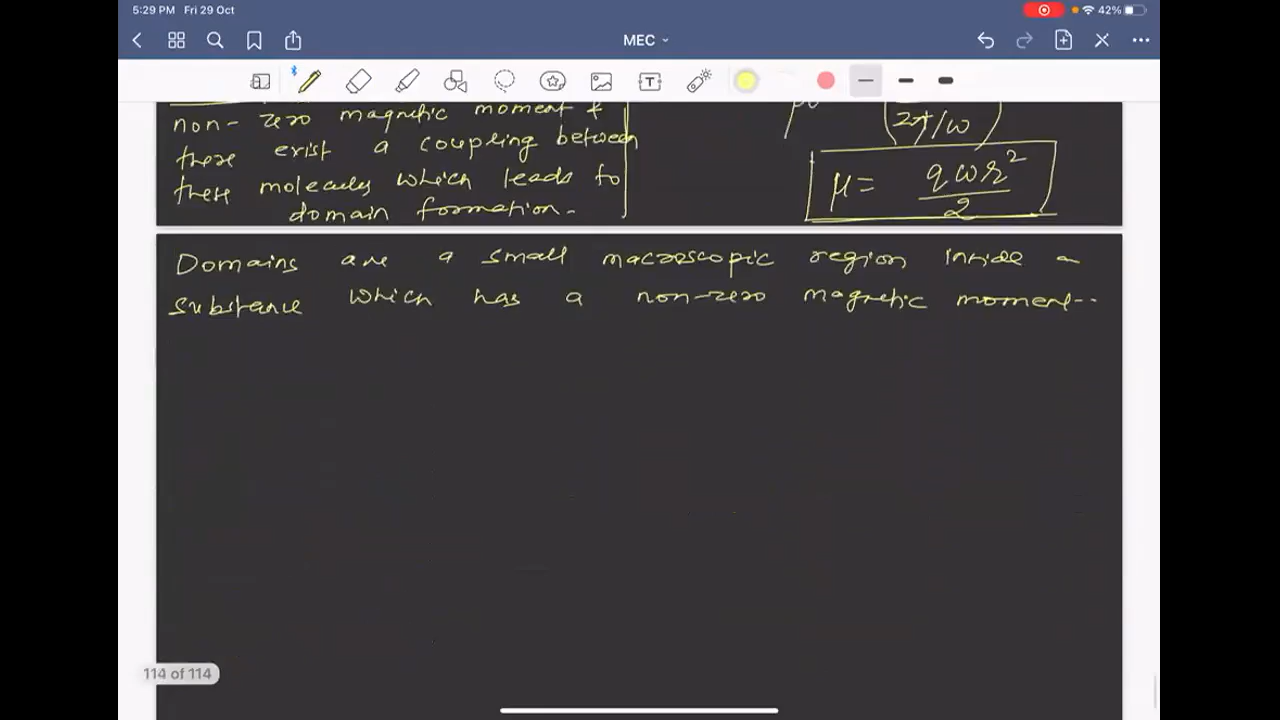 5:29 PM Fri 29 Oct
42%
MEC
T
non-zero magnetic moment &
there exist a coupling between
these molecules which leads to
domain formation.
2π/ω
μ = qωr²/2
Domains are a small macroscopic region inside a
substance which has a non-zero magnetic moment--
114 of 114